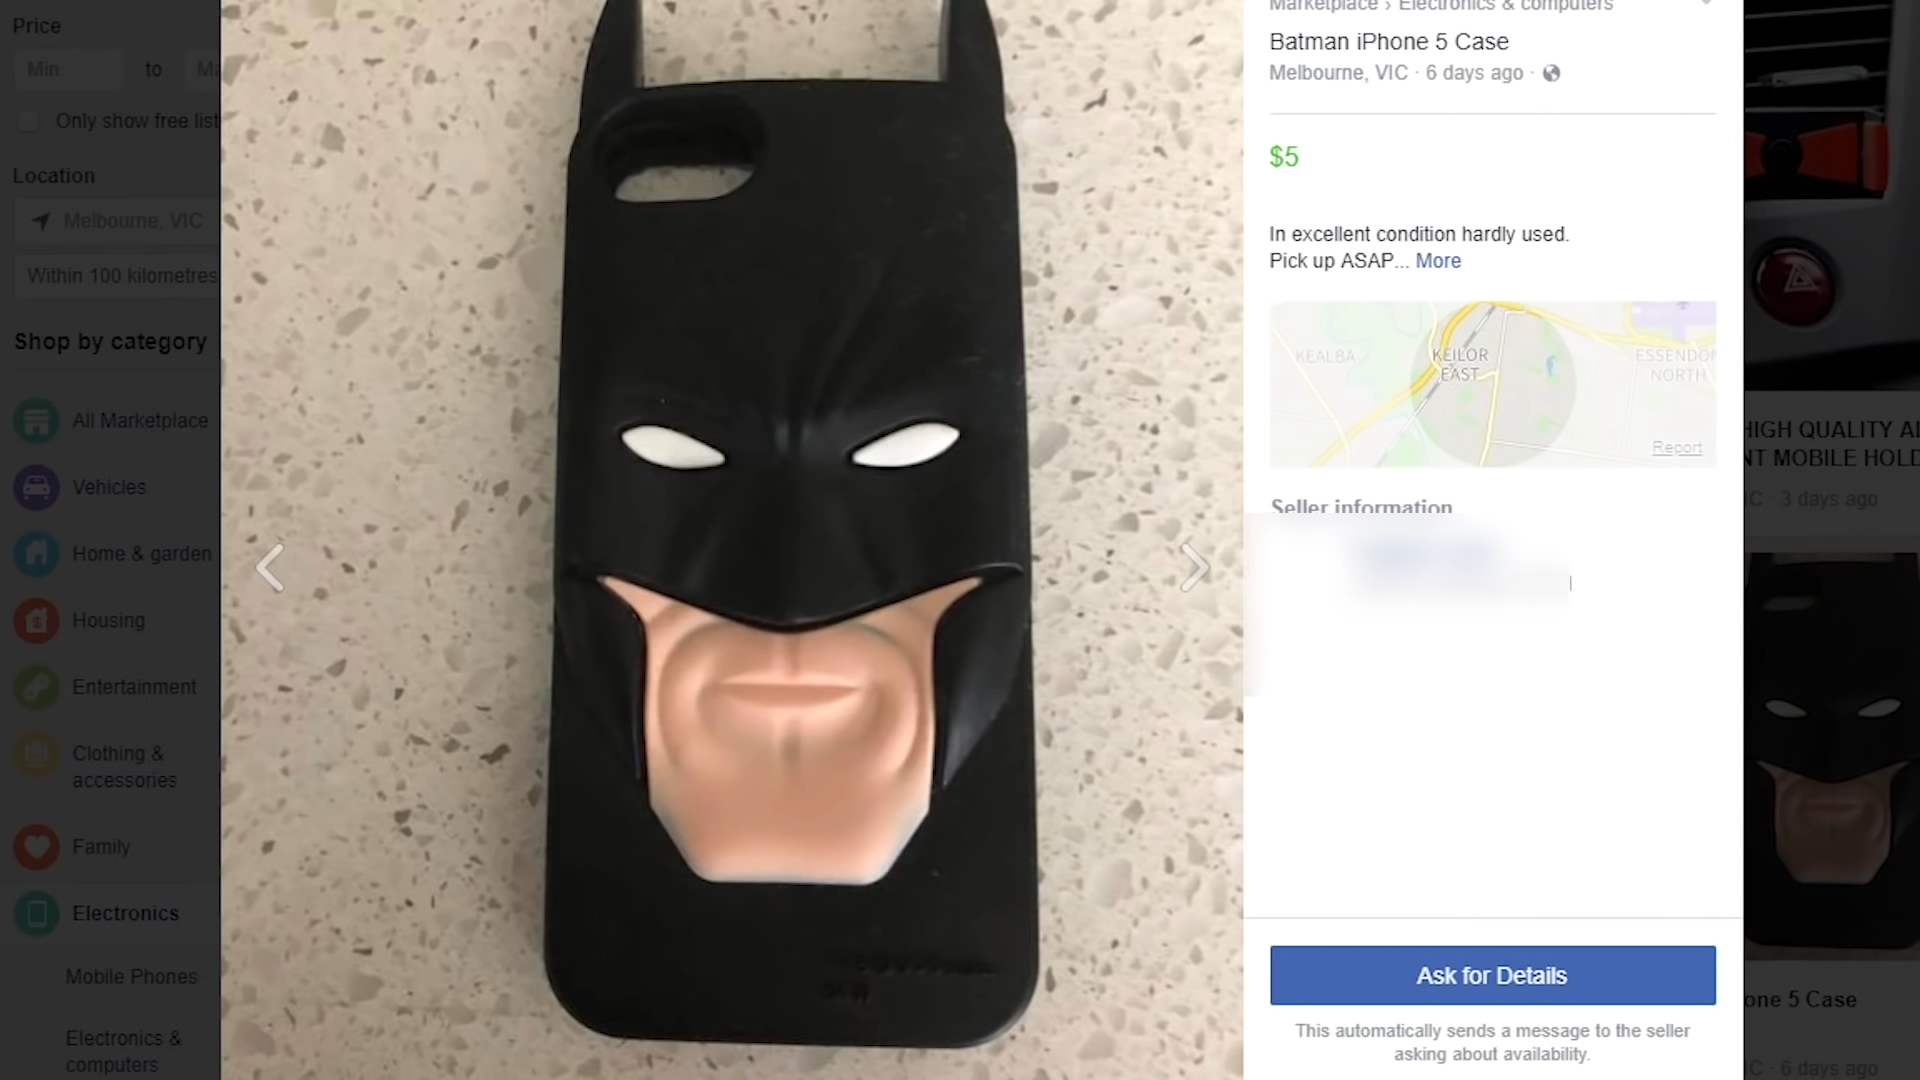 Price
Min.
to
Only show free list
Location
Melbourne, VIC
Within 100 kilometres
Shop by category
All Marketplace
Vehicles
Home & garden
Housing
Entertainment
Clothing &
accessories
Family
Electronics
Mobile Phones
Electronics &
computers
Marketplace › Electronics & computers
Batman iPhone 5 Case
Melbourne, VIC · 6 days ago ·
$5
In excellent condition hardly used.
Pick up ASAP... More
KEALBA
KEILOR
EAST
ESSENDON
NORTH
Report
Seller information
Ask for Details
This automatically sends a message to the seller
asking about availability.
HIGH QUALITY
NT MOBILE HOLD
IC · 3 days ago
one 5 Case
IC · 6 days ago